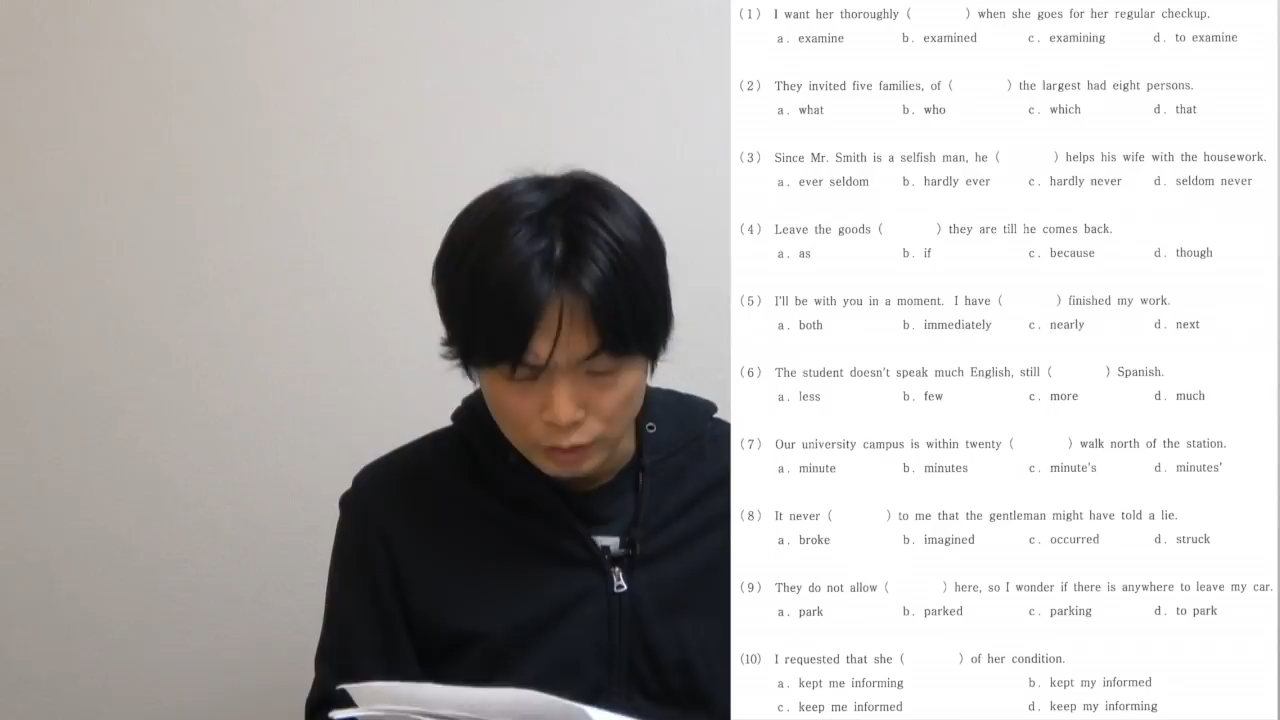 (1) I want her thoroughly ( ) when she goes for her regular checkup.
a. examine b. examined c. examining d. to examine
(2) They invited five families, of ( ) the largest had eight persons.
a. what b. who c. which d. that
(3) Since Mr. Smith is a selfish man, he ( ) helps his wife with the housework.
a. ever seldom b. hardly ever c. hardly never d. seldom never
(4) Leave the goods ( ) they are till he comes back.
a. as b. if c. because d. though
(5) I'll be with you in a moment. I have ( ) finished my work.
a. both b. immediately c. nearly d. next
(6) The student doesn't speak much English, still ( ) Spanish.
a. less b. few c. more d. much
(7) Our university campus is within twenty ( ) walk north of the station.
a. minute b. minutes c. minute's d. minutes'
(8) It never ( ) to me that the gentleman might have told a lie.
a. broke b. imagined c. occurred d. struck
(9) They do not allow ( ) here, so I wonder if there is anywhere to leave my car.
a. park b. parked c. parking d. to park
(10) I requested that she ( ) of her condition.
a. kept me informing b. kept my informed
c. keep me informed d. keep my informing